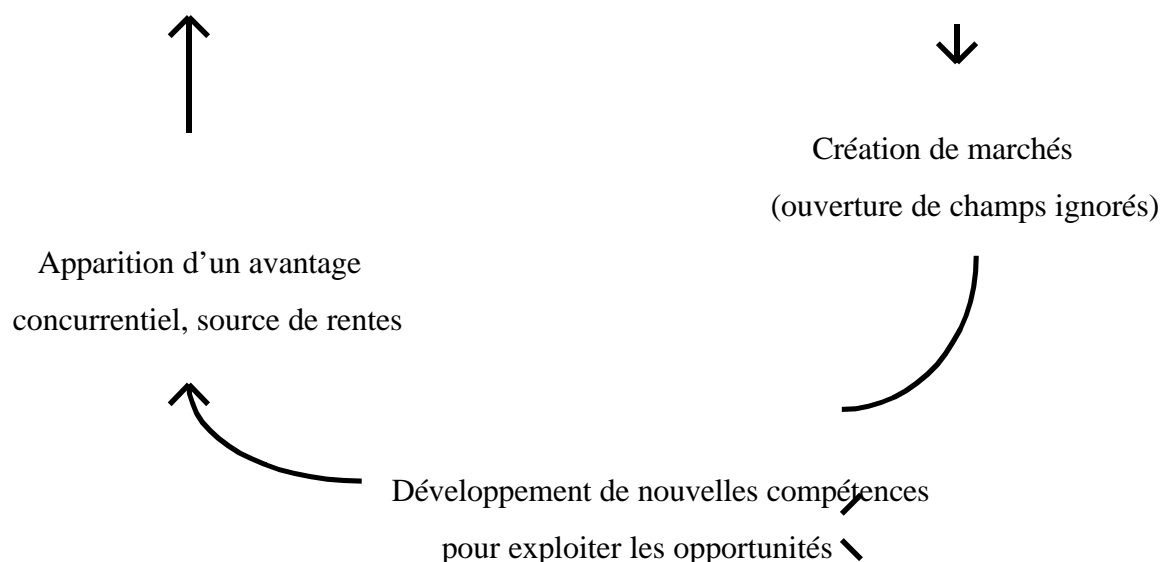 Création de marchés
(ouverture de champs ignorés)
Apparition d’un avantage
concurrentiel, source de rentes
Développement de nouvelles compétences
pour exploiter les opportunités